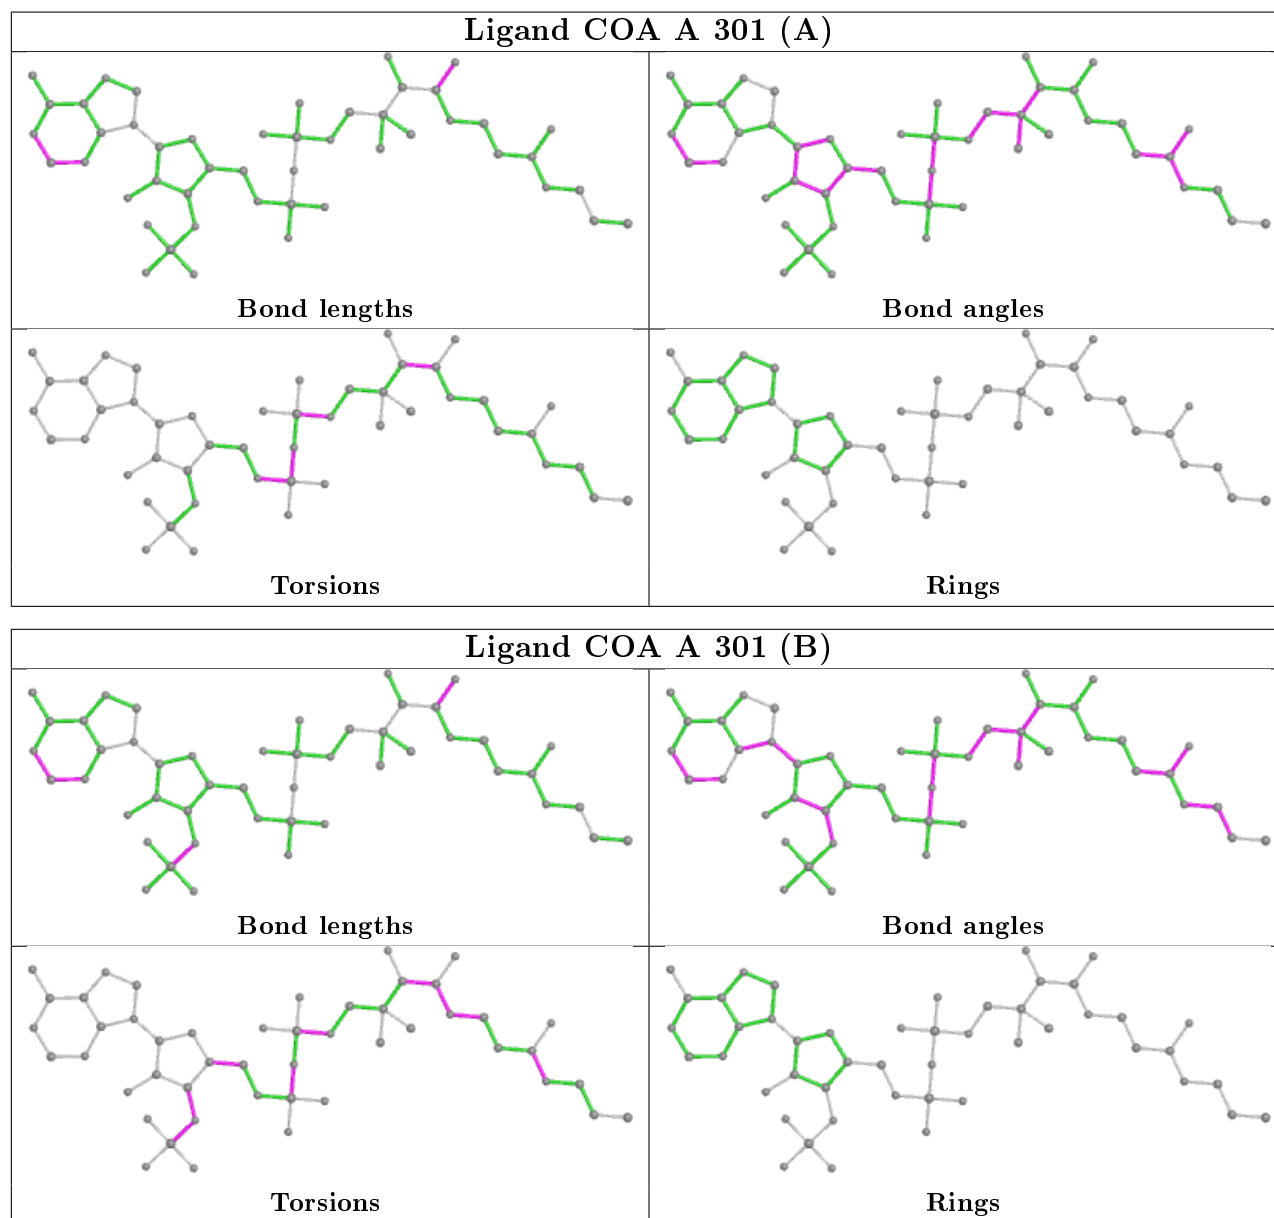 Ligand COA A 301 (A)
Bond lengths
Bond angles
Torsions
Rings
Ligand COA A 301 (B)
Bond lengths
Bond angles
Torsions
Rings